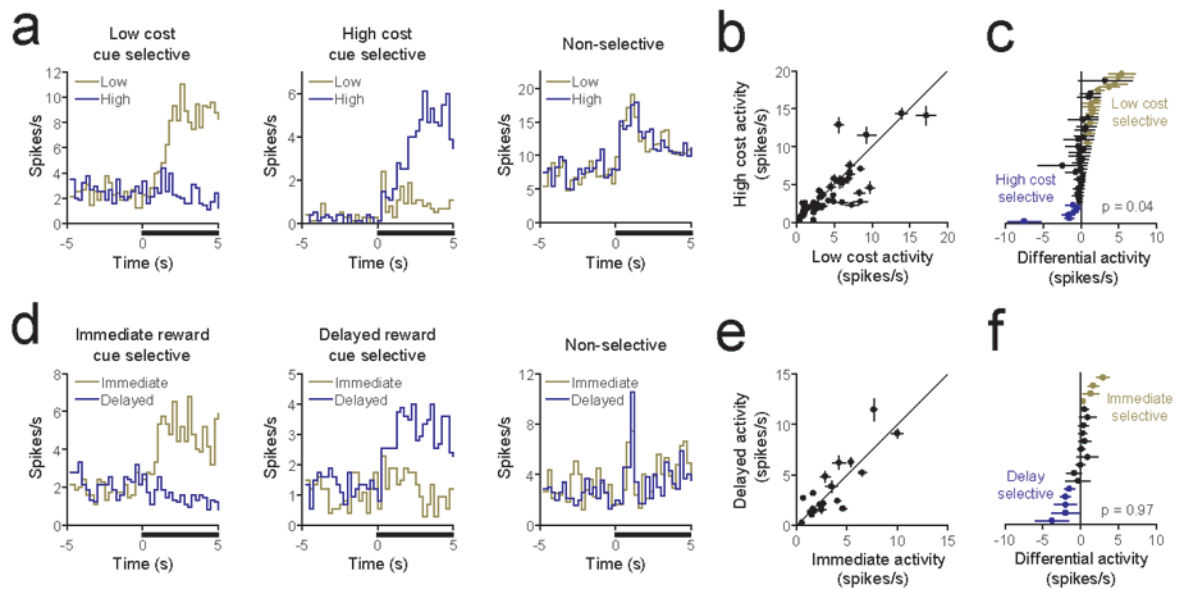 a
Low cost
cue selective
Low
High
Spikes/s
12
10
8
6
4
2
0
-5
0
5
Time (s)
High cost
cue selective
Low
High
Spikes/s
6
4
2
0
-5
0
5
Time (s)
Non-selective
Low
High
Spikes/s
30
20
10
0
-5
0
5
Time (s)
b
High cost activity
(spikes/s)
20
15
10
5
0
0
5
10
15
20
Low cost activity
(spikes/s)
c
Low cost
selective
High cost
selective
p = 0.04
-10
-5
0
5
10
Differential activity
(spikes/s)
d
Immediate reward
cue selective
Immediate
Delayed
Spikes/s
8
6
4
2
0
-5
0
5
Time (s)
Delayed reward
cue selective
Immediate
Delayed
Spikes/s
5
4
3
2
1
0
-5
0
5
Time (s)
Non-selective
Immediate
Delayed
Spikes/s
12
8
4
0
-5
0
5
Time (s)
e
Delayed activity
(spikes/s)
15
10
5
0
0
5
10
15
Immediate activity
(spikes/s)
f
Immediate
selective
Delay
selective
p = 0.97
-10
-5
0
5
10
Differential activity
(spikes/s)